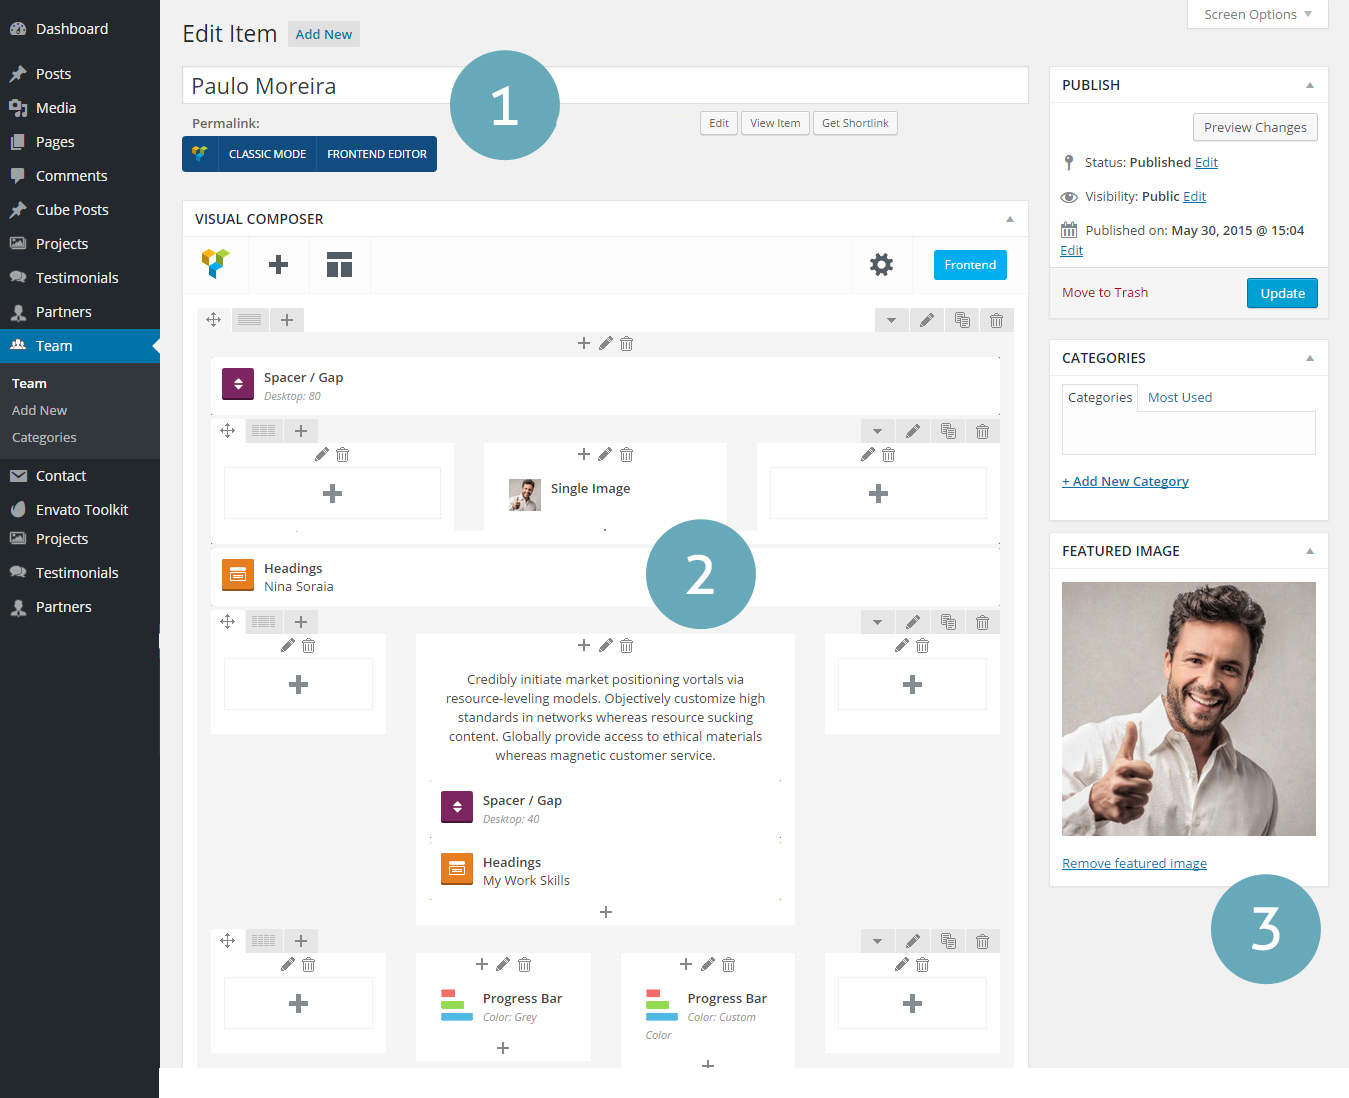 Dashboard
Posts
Media
Pages
Comments
Cube Posts
Projects
Testimonials
Partners
Team
Team
Add New
Categories
Contact
Envato Toolkit
Projects
Testimonials
Partners
Screen Options
Edit Item
Add New
Paulo Moreira
1
Permalink:
Edit
View Item
Get Shortlink
CLASSIC MODE
FRONTEND EDITOR
VISUAL COMPOSER
Frontend
Spacer / Gap
Desktop: 80
Single Image
Headings
Nina Soraia
2
Credibly initiate market positioning vortals via
resource-leveling models. Objectively customize high
standards in networks whereas resource sucking
content. Globally provide access to ethical materials
whereas magnetic customer service.
Spacer / Gap
Desktop: 40
Headings
My Work Skills
Progress Bar
Color: Grey
Progress Bar
Color: Custom
Color
PUBLISH
Preview Changes
Status: Published Edit
Visibility: Public Edit
Published on: May 30, 2015 @ 15:04
Edit
Move to Trash
Update
CATEGORIES
Categories
Most Used
+ Add New Category
FEATURED IMAGE
Remove featured image
3